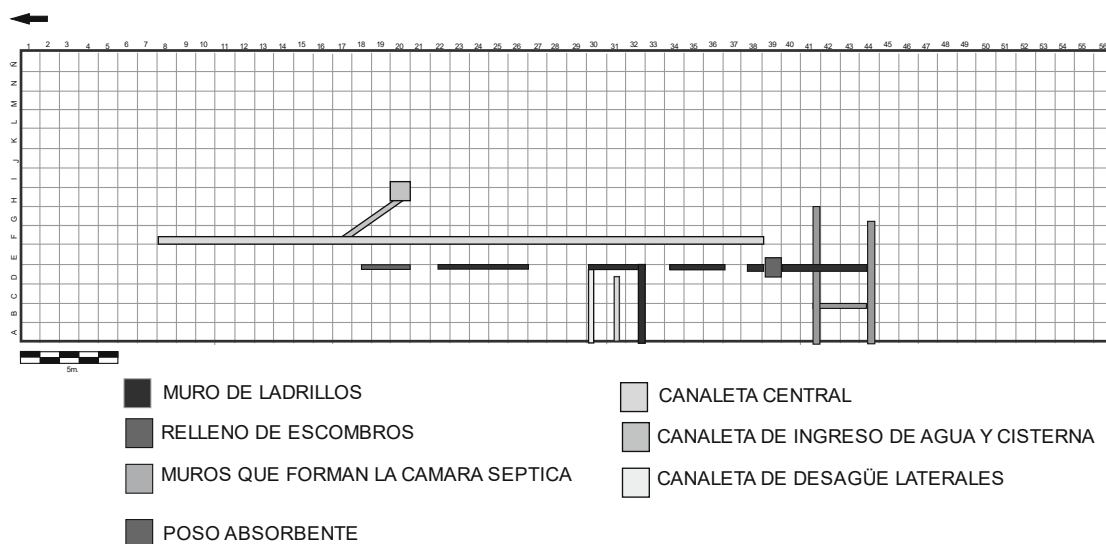 1 2 3 4 5 6 7 8 9 10 11 12 13 14 15 16 17 18 19 20 21 22 23 24 25 26 27 28 29 30 31 32 33 34 35 36 37 38 39 40 41 42 43 44 45 46 47 48 49 50 51 52 53 54 55 56
Ñ
N
M
L
K
J
I
H
G
F
E
D
C
B
A
5m.
MURO DE LADRILLOS
RELLENO DE ESCOMBROS
MUROS QUE FORMAN LA CAMARA SEPTICA
POSO ABSORBENTE
CANALETA CENTRAL
CANALETA DE INGRESO DE AGUA Y CISTERNA
CANALETA DE DESAGÜE LATERALES